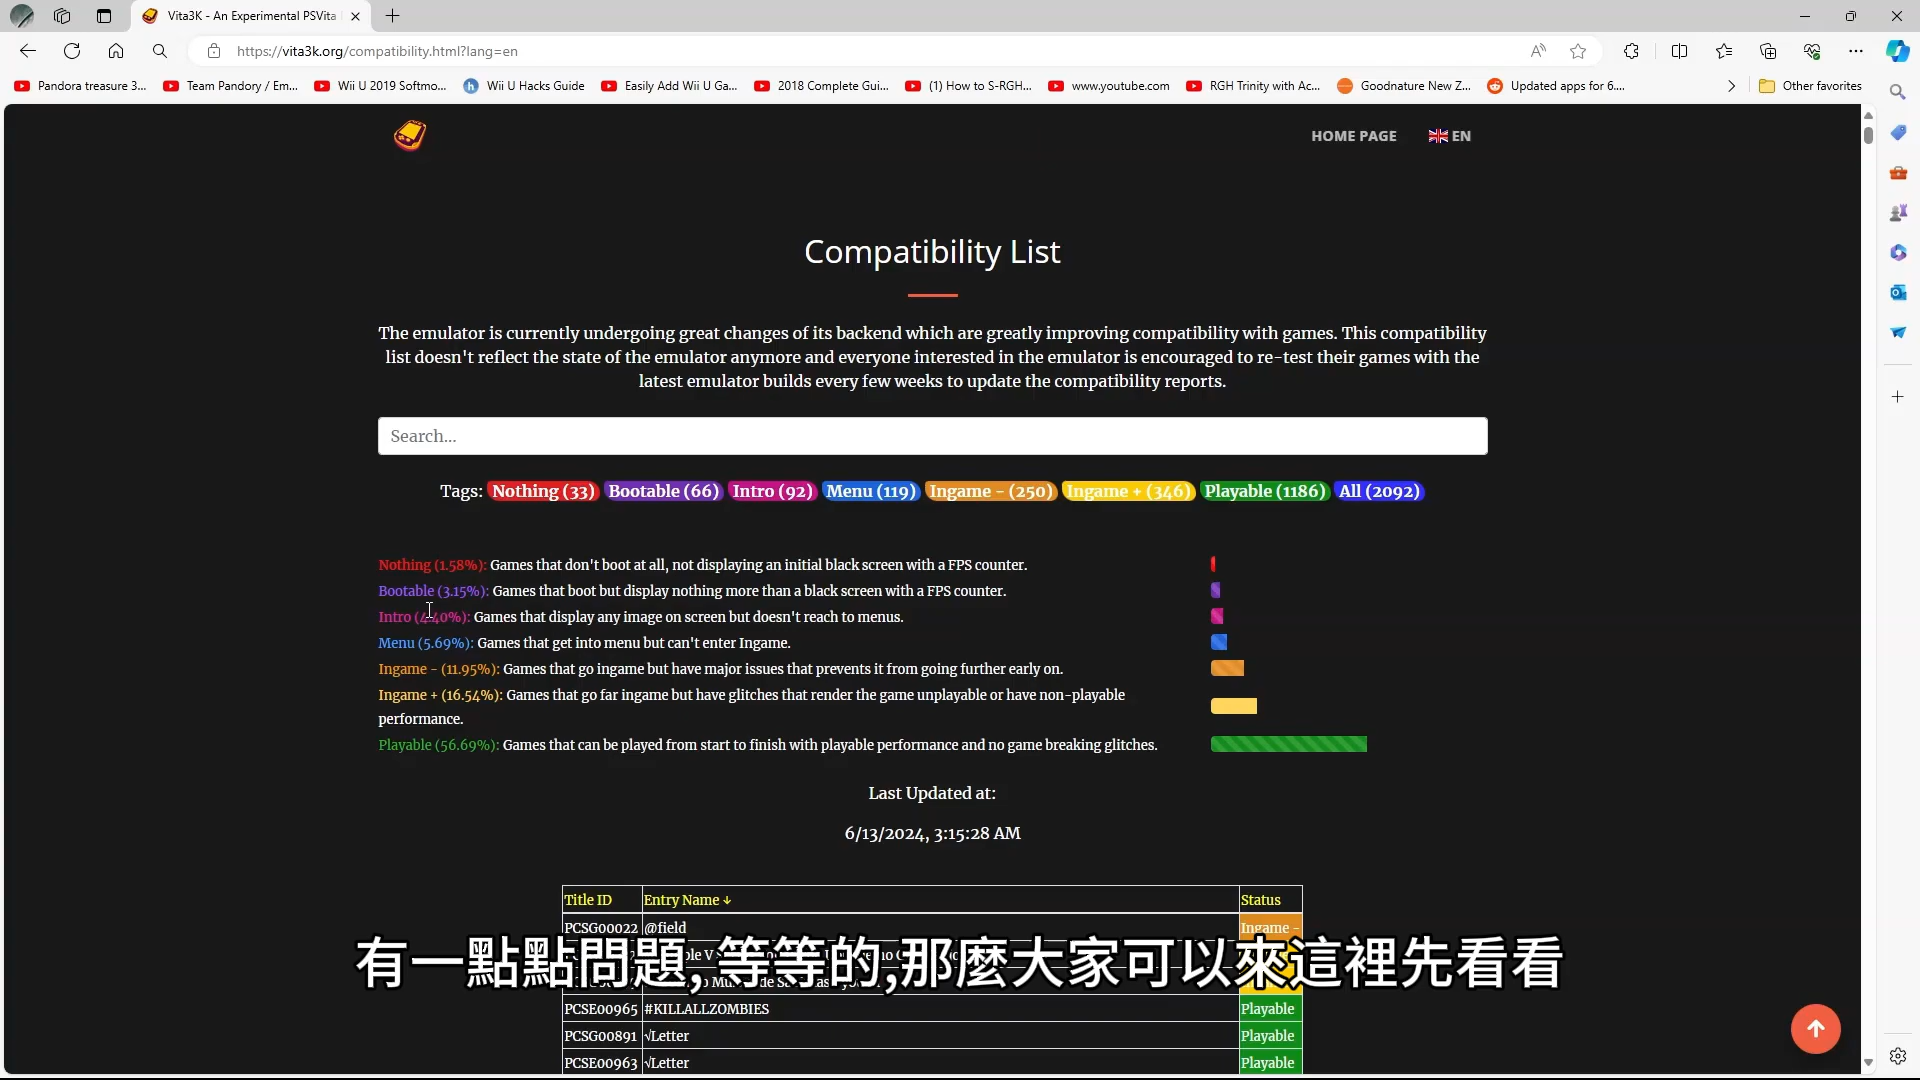 Vita3K - An Experimental PSVita
https://vita3k.org/compatibility.html?lang=en
Pandora treasure 3...
Team Pandory / Em...
Wii U 2019 Softmo...
Wii U Hacks Guide
Easily Add Wii U Ga...
2018 Complete Gui...
(1) How to S-RGH...
www.youtube.com
RGH Trinity with Ac...
Goodnature New Z...
Updated apps for 6....
Other favorites
HOME PAGE
EN
Compatibility List
The emulator is currently undergoing great changes of its backend which are greatly improving compatibility with games. This compatibility
list doesn't reflect the state of the emulator anymore and everyone interested in the emulator is encouraged to re-test their games with the
latest emulator builds every few weeks to update the compatibility reports.
Search...
Tags: Nothing (33) Bootable (66) Intro (92) Menu (119) Ingame - (250) Ingame + (346) Playable (1186) All (2092)
Nothing (1.58%): Games that don't boot at all, not displaying an initial black screen with a FPS counter.
Bootable (3.15%): Games that boot but display nothing more than a black screen with a FPS counter.
Intro (4.40%): Games that display any image on screen but doesn't reach to menus.
Menu (5.69%): Games that get into menu but can't enter Ingame.
Ingame - (11.95%): Games that go ingame but have major issues that prevents it from going further early on.
Ingame + (16.54%): Games that go far ingame but have glitches that render the game unplayable or have non-playable
performance.
Playable (56.69%): Games that can be played from start to finish with playable performance and no game breaking glitches.
Last Updated at:
6/13/2024, 3:15:28 AM
Title ID Entry Name ↓ Status
PCSG00022 @field Ingame -
有一點點問題,等等的,那麼大家可以來這裡先看看
PCSE00965 #KILLALLZOMBIES Playable
PCSG00891 √Letter Playable
PCSE00963 √Letter Playable